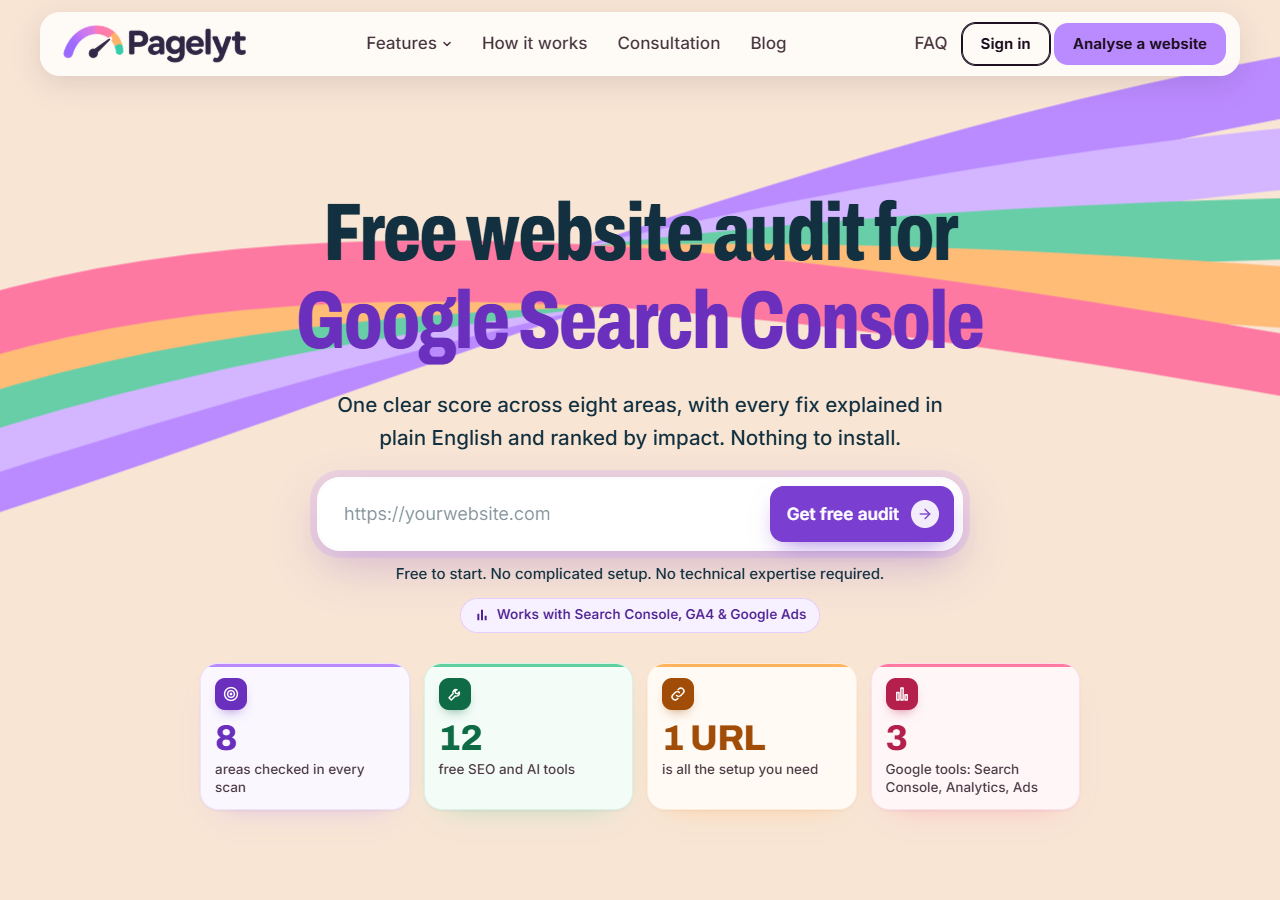 Pagelyt
Features
How it works
Consultation
Blog
FAQ
Sign in
Analyse a website
Free website audit for
Google Search Console
One clear score across eight areas, with every fix explained in
plain English and ranked by impact. Nothing to install.
https://yourwebsite.com
Get free audit
Free to start. No complicated setup. No technical expertise required.
Works with Search Console, GA4 & Google Ads
8
areas checked in every
scan
12
free SEO and AI tools
1 URL
is all the setup you need
3
Google tools: Search
Console, Analytics, Ads